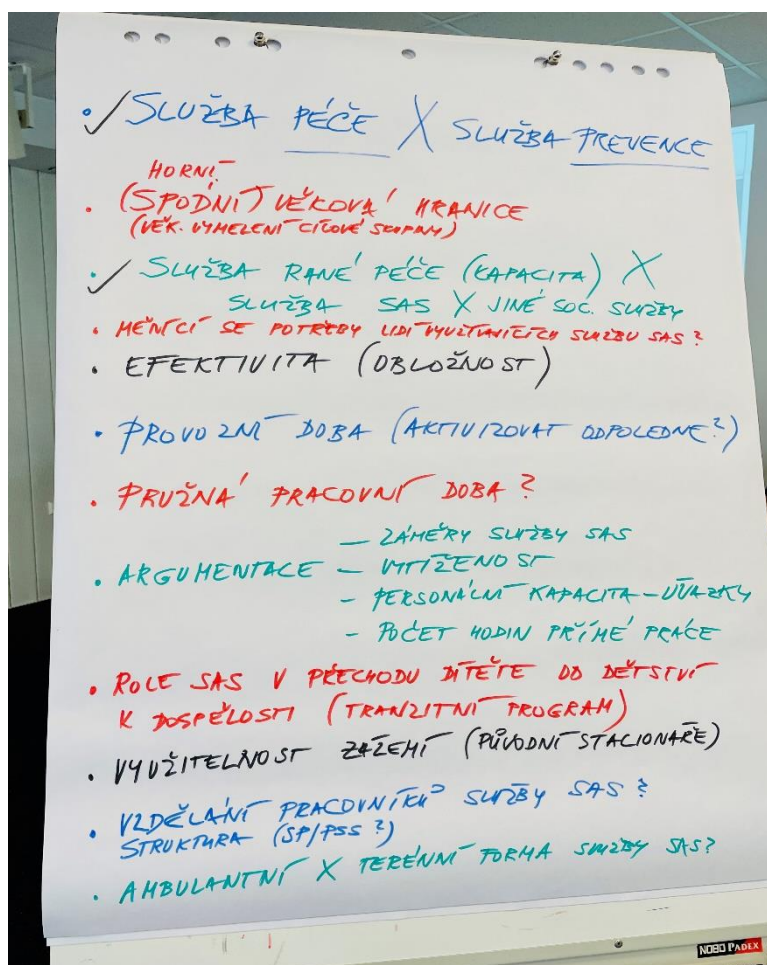 • ✓ SLUŽBA PÉČE X SLUŽBA PREVENCE
HORNÍ
• (SPODNÍ) VĚKOVÁ HRANICE
(VĚK. VYMEZENÍ CÍLOVÉ SKUPINY)
• ✓ SLUŽBA RANÉ PÉČE (KAPACITA) X
SLUŽBA SAS X JINÉ SOC. SLUŽBY
• MĚNÍCÍ SE POTŘEBY LIDÍ VYUŽÍVAJÍCÍCH SLUŽBU SAS?
• EFEKTIVITA (OBLOŽNOST)
• PROVOZNÍ DOBA (AKTIVIZOVAT ODPOLEDNE?)
• PRUŽNÁ PRACOVNÍ DOBA?
— ZÁMĚRY SLUŽBY SAS
• ARGUMENTACE — VYTÍŽENOST
— PERSONÁLNÍ KAPACITA – ÚVAZKY
— POČET HODIN PŘÍMÉ PRÁCE
• ROLE SAS V PŘECHODU DÍTĚTE OD DĚTSTVÍ
K DOSPĚLOSTI (TRANZITNÍ PROGRAM)
• VYUŽITELNOST ZÁZEMÍ (PŮVODNÍ STACIONÁŘE)
• VZDĚLÁNÍ PRACOVNÍKŮ SLUŽBY SAS?
STRUKTURA (SP/PSS?)
• AMBULANTNÍ X TERÉNNÍ FORMA SLUŽBY SAS?
NOBO PADEX